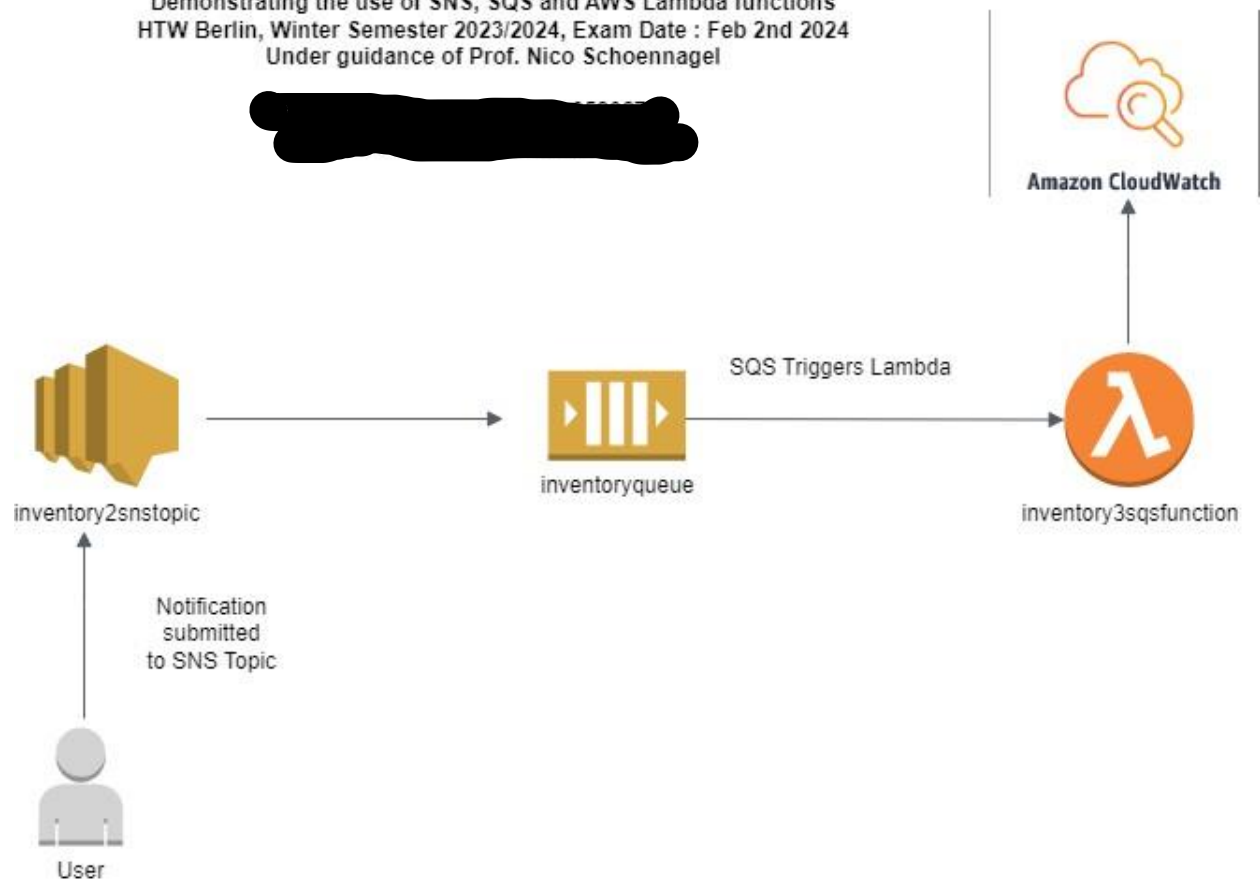 Demonstrating the use of SNS, SQS and AWS Lambda functions
HTW Berlin, Winter Semester 2023/2024, Exam Date : Feb 2nd 2024
Under guidance of Prof. Nico Schoennagel
Amazon CloudWatch
SQS Triggers Lambda
inventoryqueue
inventory2snstopic
inventory3sqsfunction
Notification
submitted
to SNS Topic
User